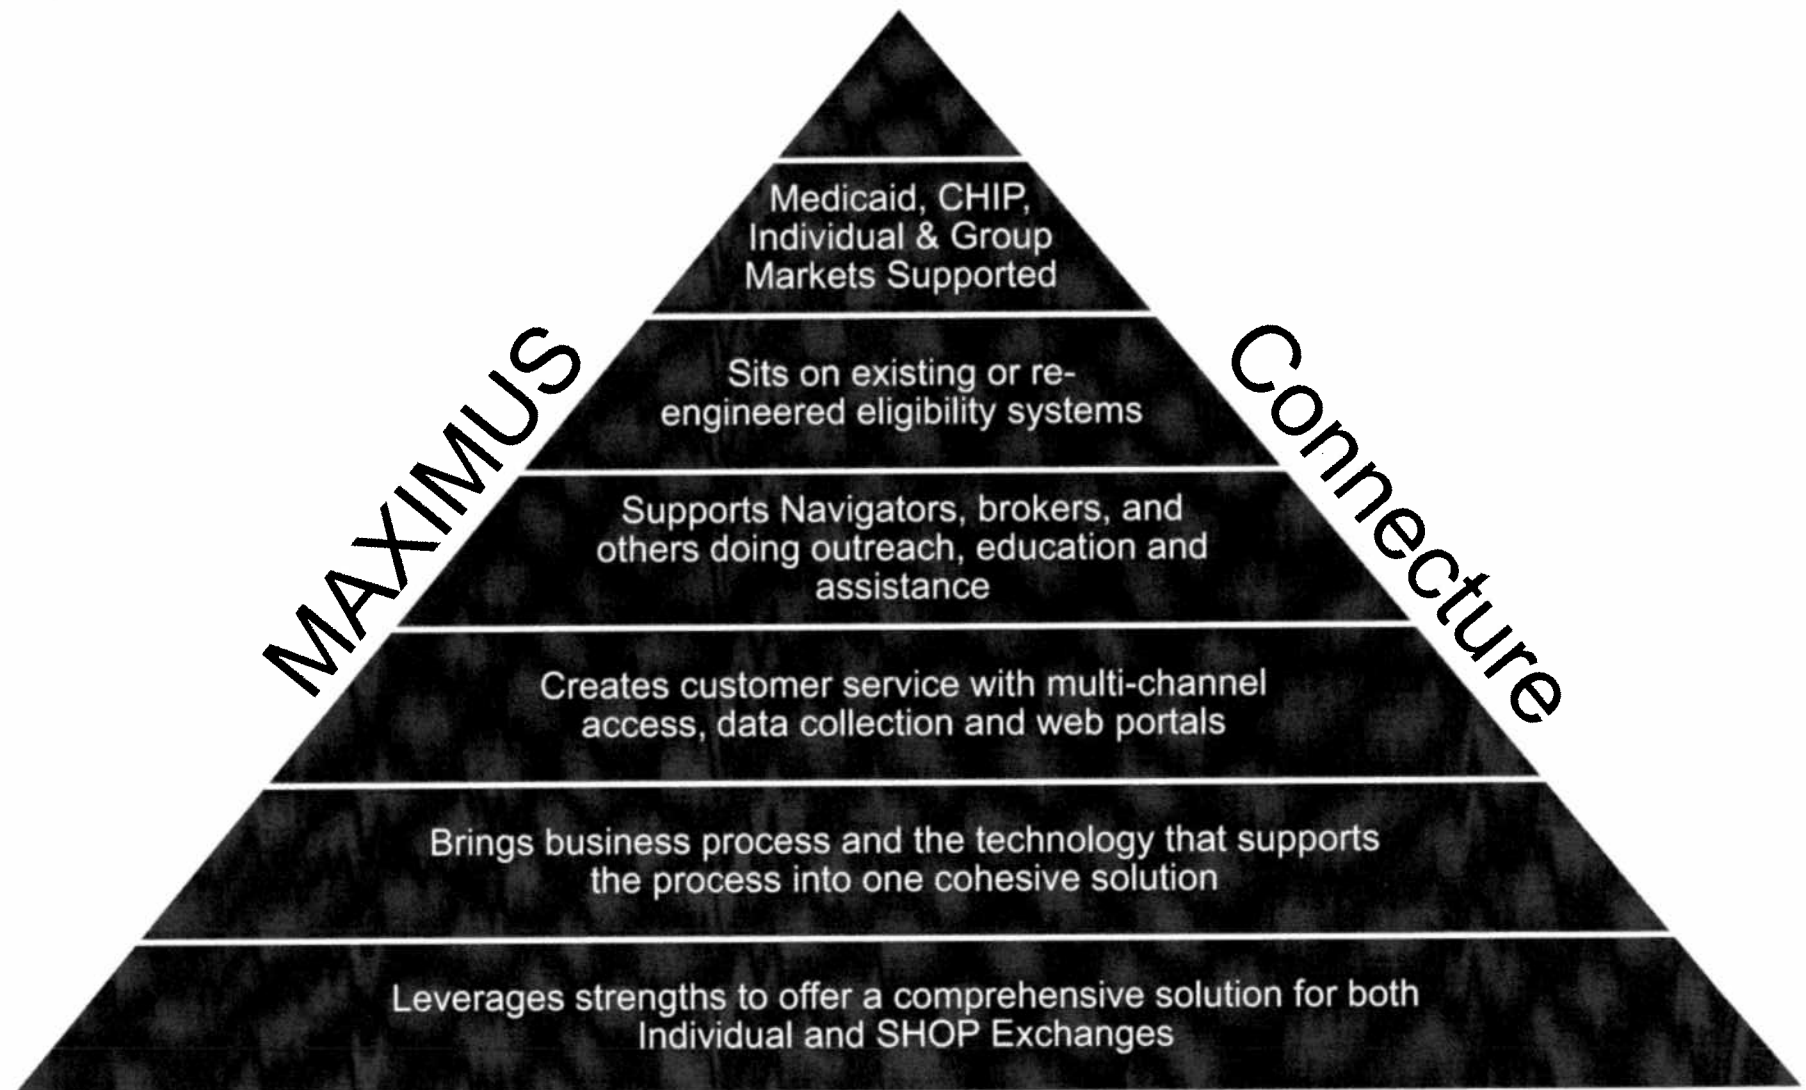 Medicaid, CHIP,
Individual & Group
Markets Supported
Sits on existing or re-
engineered eligibility systems
MAXIMUS
Connecture
Supports Navigators, brokers, and
others doing outreach, education and
assistance
Creates customer service with multi-channel
access, data collection and web portals
Brings business process and the technology that supports
the process into one cohesive solution
Leverages strengths to offer a comprehensive solution for both
Individual and SHOP Exchanges